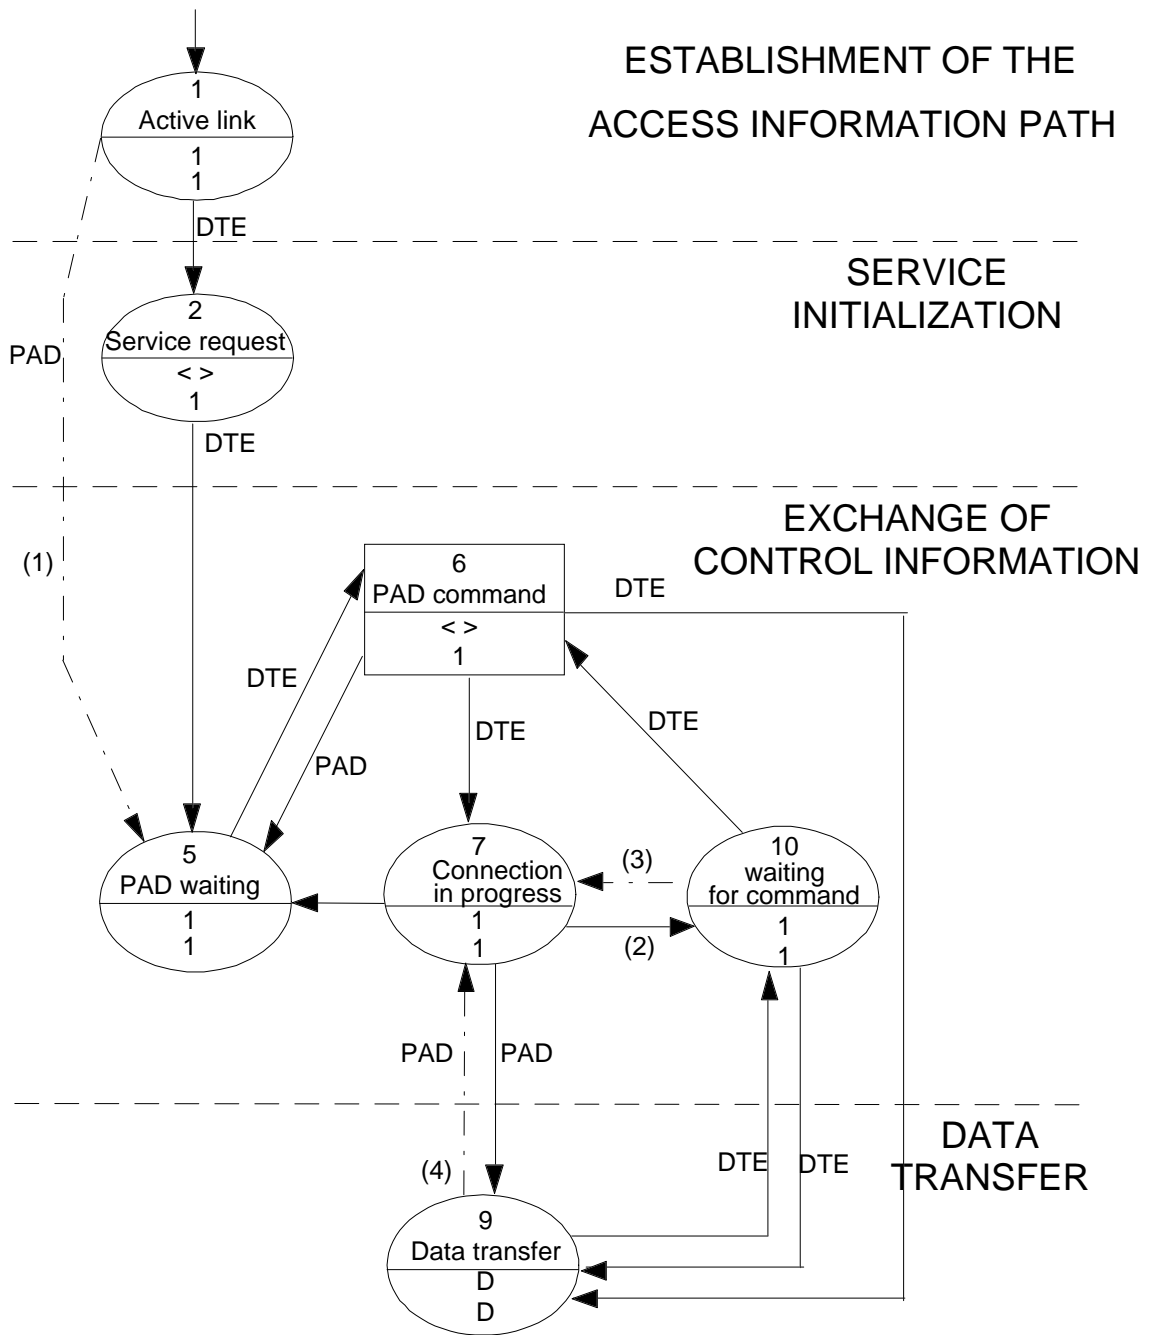 ESTABLISHMENT OF THE
ACCESS INFORMATION PATH
1
Active link
1
1
DTE
SERVICE
INITIALIZATION
2
Service request
< >
1
PAD
DTE
EXCHANGE OF
CONTROL INFORMATION
(1)
6
PAD command
< >
1
DTE
DTE
PAD
DTE
DTE
5
PAD waiting
1
1
7
Connection
in progress
1
1
(3)
(2)
10
waiting
for command
1
1
PAD
PAD
DATA
TRANSFER
(4)
DTE
DTE
9
Data transfer
D
D